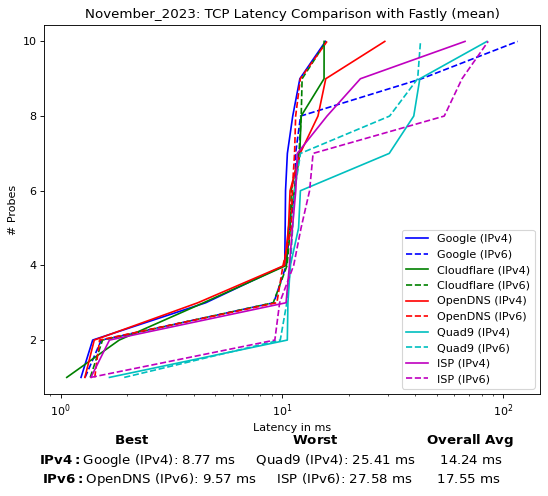 November_2023: TCP Latency Comparison with Fastly (mean)
10
8
6
4
2
# Probes
Google (IPv4)
Google (IPv6)
Cloudflare (IPv4)
Cloudflare (IPv6)
OpenDNS (IPv4)
OpenDNS (IPv6)
Quad9 (IPv4)
Quad9 (IPv6)
ISP (IPv4)
ISP (IPv6)
10⁰ 10¹ 10²
Latency in ms
Best Worst Overall Avg
IPv4: Google (IPv4): 8.77 ms Quad9 (IPv4): 25.41 ms 14.24 ms
IPv6: OpenDNS (IPv6): 9.57 ms ISP (IPv6): 27.58 ms 17.55 ms